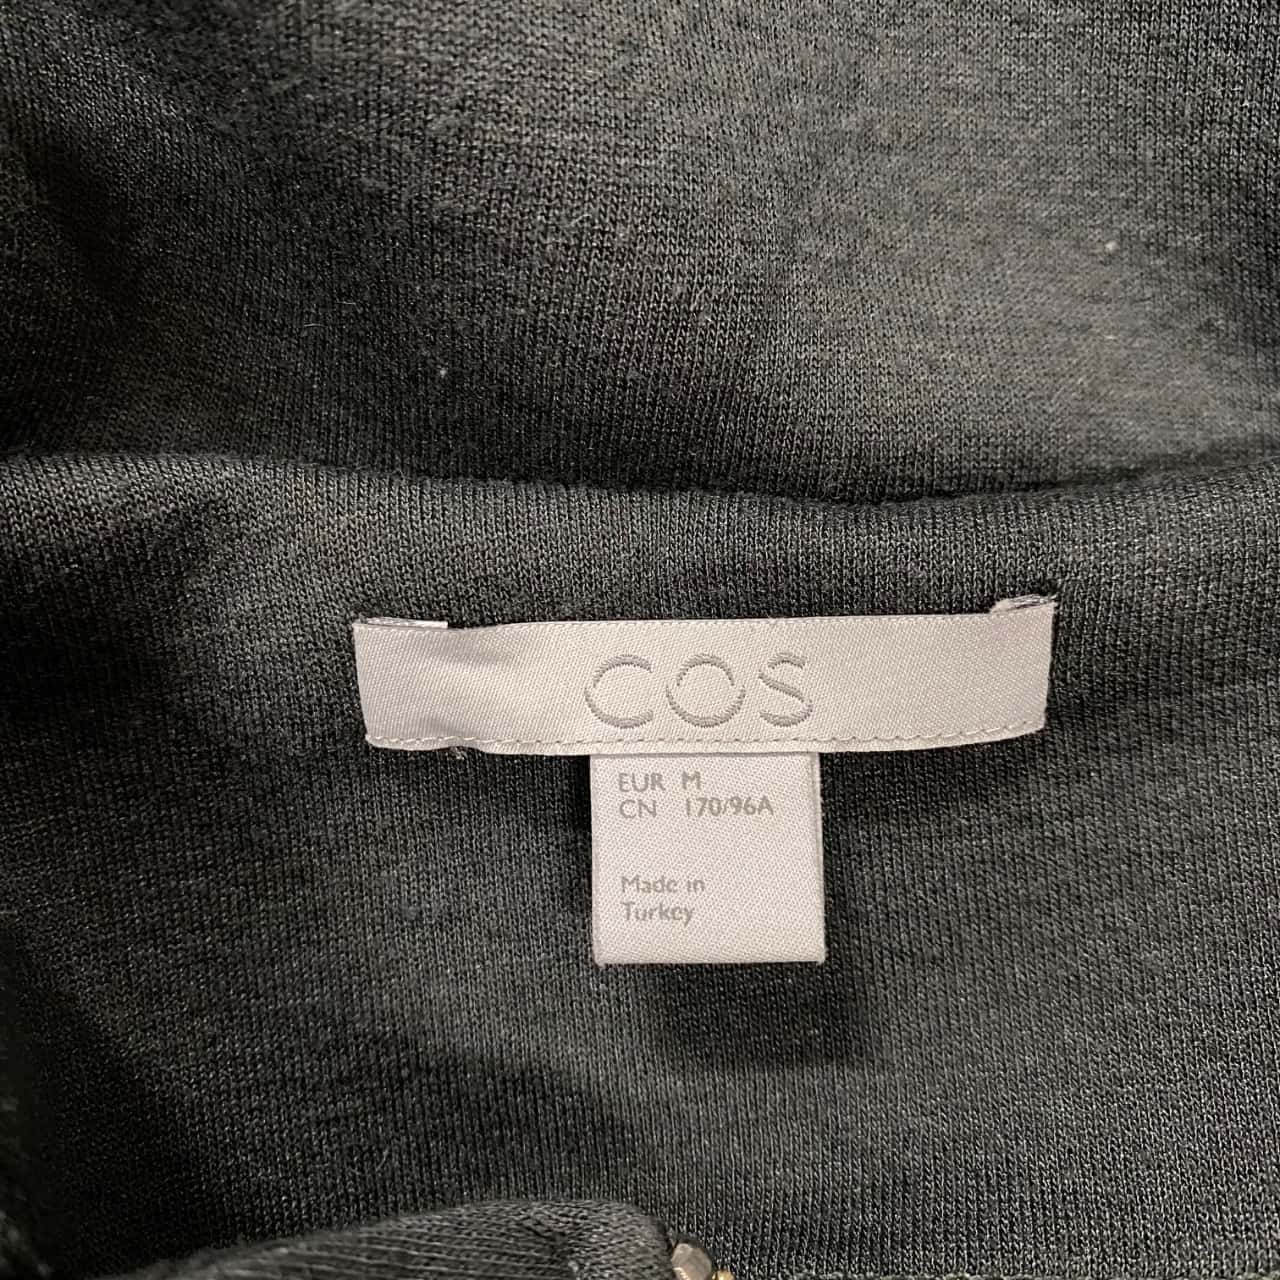 COS
EUR M
CN 170/96A
Made in
Turkey